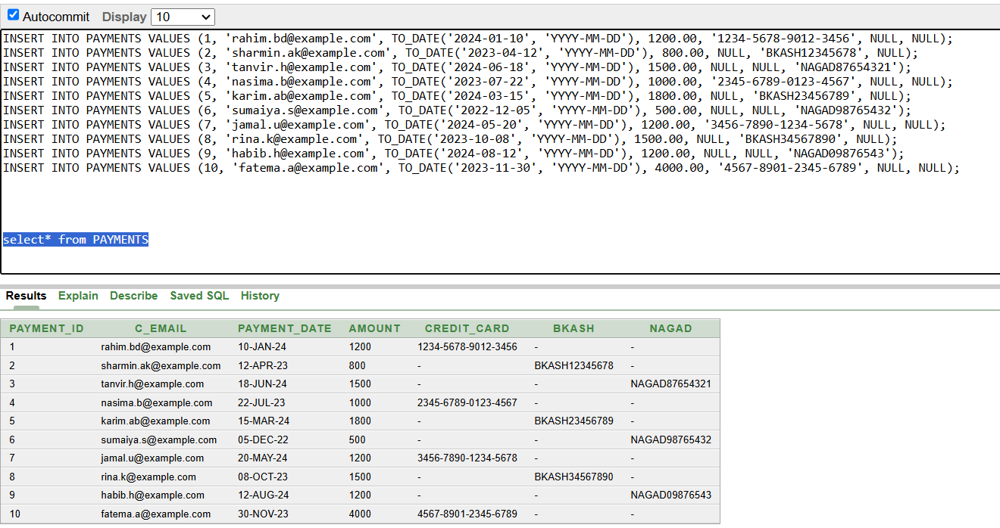 Autocommit Display 10
INSERT INTO PAYMENTS VALUES (1, 'rahim.bd@example.com', TO_DATE('2024-01-10', 'YYYY-MM-DD'), 1200.00, '1234-5678-9012-3456', NULL, NULL);
INSERT INTO PAYMENTS VALUES (2, 'sharmin.ak@example.com', TO_DATE('2023-04-12', 'YYYY-MM-DD'), 800.00, NULL, 'BKASH12345678', NULL);
INSERT INTO PAYMENTS VALUES (3, 'tanvir.h@example.com', TO_DATE('2024-06-18', 'YYYY-MM-DD'), 1500.00, NULL, NULL, 'NAGAD87654321');
INSERT INTO PAYMENTS VALUES (4, 'nasima.b@example.com', TO_DATE('2023-07-22', 'YYYY-MM-DD'), 1000.00, '2345-6789-0123-4567', NULL, NULL);
INSERT INTO PAYMENTS VALUES (5, 'karim.ab@example.com', TO_DATE('2024-03-15', 'YYYY-MM-DD'), 1800.00, NULL, 'BKASH23456789', NULL);
INSERT INTO PAYMENTS VALUES (6, 'sumaiya.s@example.com', TO_DATE('2022-12-05', 'YYYY-MM-DD'), 500.00, NULL, NULL, 'NAGAD98765432');
INSERT INTO PAYMENTS VALUES (7, 'jamal.u@example.com', TO_DATE('2024-05-20', 'YYYY-MM-DD'), 1200.00, '3456-7890-1234-5678', NULL, NULL);
INSERT INTO PAYMENTS VALUES (8, 'rina.k@example.com', TO_DATE('2023-10-08', 'YYYY-MM-DD'), 1500.00, NULL, 'BKASH34567890', NULL);
INSERT INTO PAYMENTS VALUES (9, 'habib.h@example.com', TO_DATE('2024-08-12', 'YYYY-MM-DD'), 1200.00, NULL, NULL, 'NAGAD09876543');
INSERT INTO PAYMENTS VALUES (10, 'fatema.a@example.com', TO_DATE('2023-11-30', 'YYYY-MM-DD'), 4000.00, '4567-8901-2345-6789', NULL, NULL);
select* from PAYMENTS
Results Explain Describe Saved SQL History
PAYMENT_ID C_EMAIL PAYMENT_DATE AMOUNT CREDIT_CARD BKASH NAGAD
1 rahim.bd@example.com 10-JAN-24 1200 1234-5678-9012-3456 - -
2 sharmin.ak@example.com 12-APR-23 800 - BKASH12345678 -
3 tanvir.h@example.com 18-JUN-24 1500 - - NAGAD87654321
4 nasima.b@example.com 22-JUL-23 1000 2345-6789-0123-4567 - -
5 karim.ab@example.com 15-MAR-24 1800 - BKASH23456789 -
6 sumaiya.s@example.com 05-DEC-22 500 - - NAGAD98765432
7 jamal.u@example.com 20-MAY-24 1200 3456-7890-1234-5678 - -
8 rina.k@example.com 08-OCT-23 1500 - BKASH34567890 -
9 habib.h@example.com 12-AUG-24 1200 - - NAGAD09876543
10 fatema.a@example.com 30-NOV-23 4000 4567-8901-2345-6789 - -